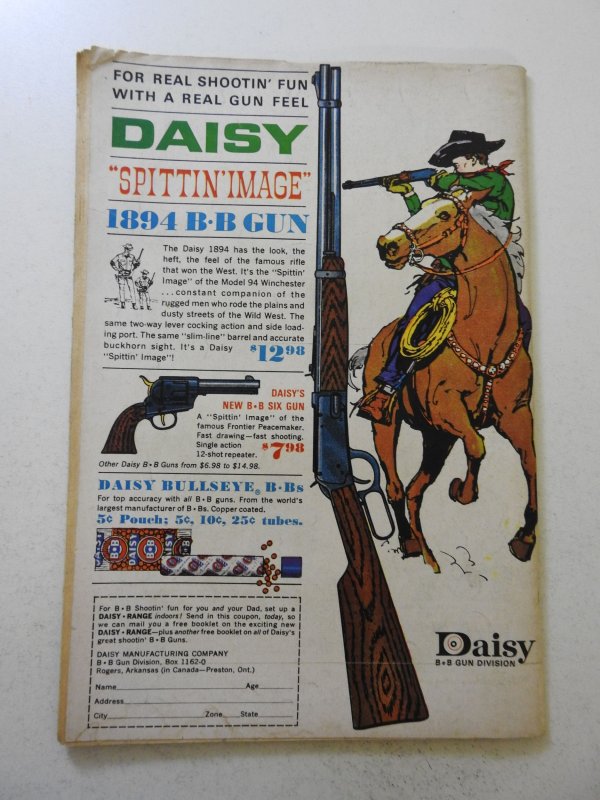 FOR REAL SHOOTIN' FUN
WITH A REAL GUN FEEL
DAISY
"SPITTIN' IMAGE"
1894 B•B GUN
The Daisy 1894 has the look, the
heft, the feel of the famous rifle
that won the West. It's the "Spittin'
Image" of the Model 94 Winchester
...constant companion of the
rugged men who rode the plains and
dusty streets of the Wild West. The
same two-way lever cocking action and side load-
ing port. The same "slim-line" barrel and accurate
buckhorn sight. It's a Daisy
"Spittin' Image"!
$12 98
DAISY'S
NEW B•B SIX GUN
A "Spittin' Image" of the
famous Frontier Peacemaker.
Fast drawing—fast shooting.
Single action
12-shot repeater.
$7 98
Other Daisy B•B Guns from $6.98 to $14.98.
DAISY BULLSEYE® B•Bs
For top accuracy with all B•B guns. From the world's
largest manufacturer of B•Bs. Copper coated.
5¢ Pouch; 5¢, 10¢, 25¢ tubes.
DAISY
For B•B Shootin' fun for you and your Dad, set up a
DAISY•RANGE indoors! Send in this coupon, today, so
we can mail you a free booklet on the exciting new
DAISY•RANGE—plus another free booklet on all of Daisy's
great shootin' B•B Guns.
DAISY MANUFACTURING COMPANY
B•B Gun Division, Box 1162-O
Rogers, Arkansas (in Canada—Preston, Ont.)
Name Age
Address
City Zone State
Daisy
B•B GUN DIVISION